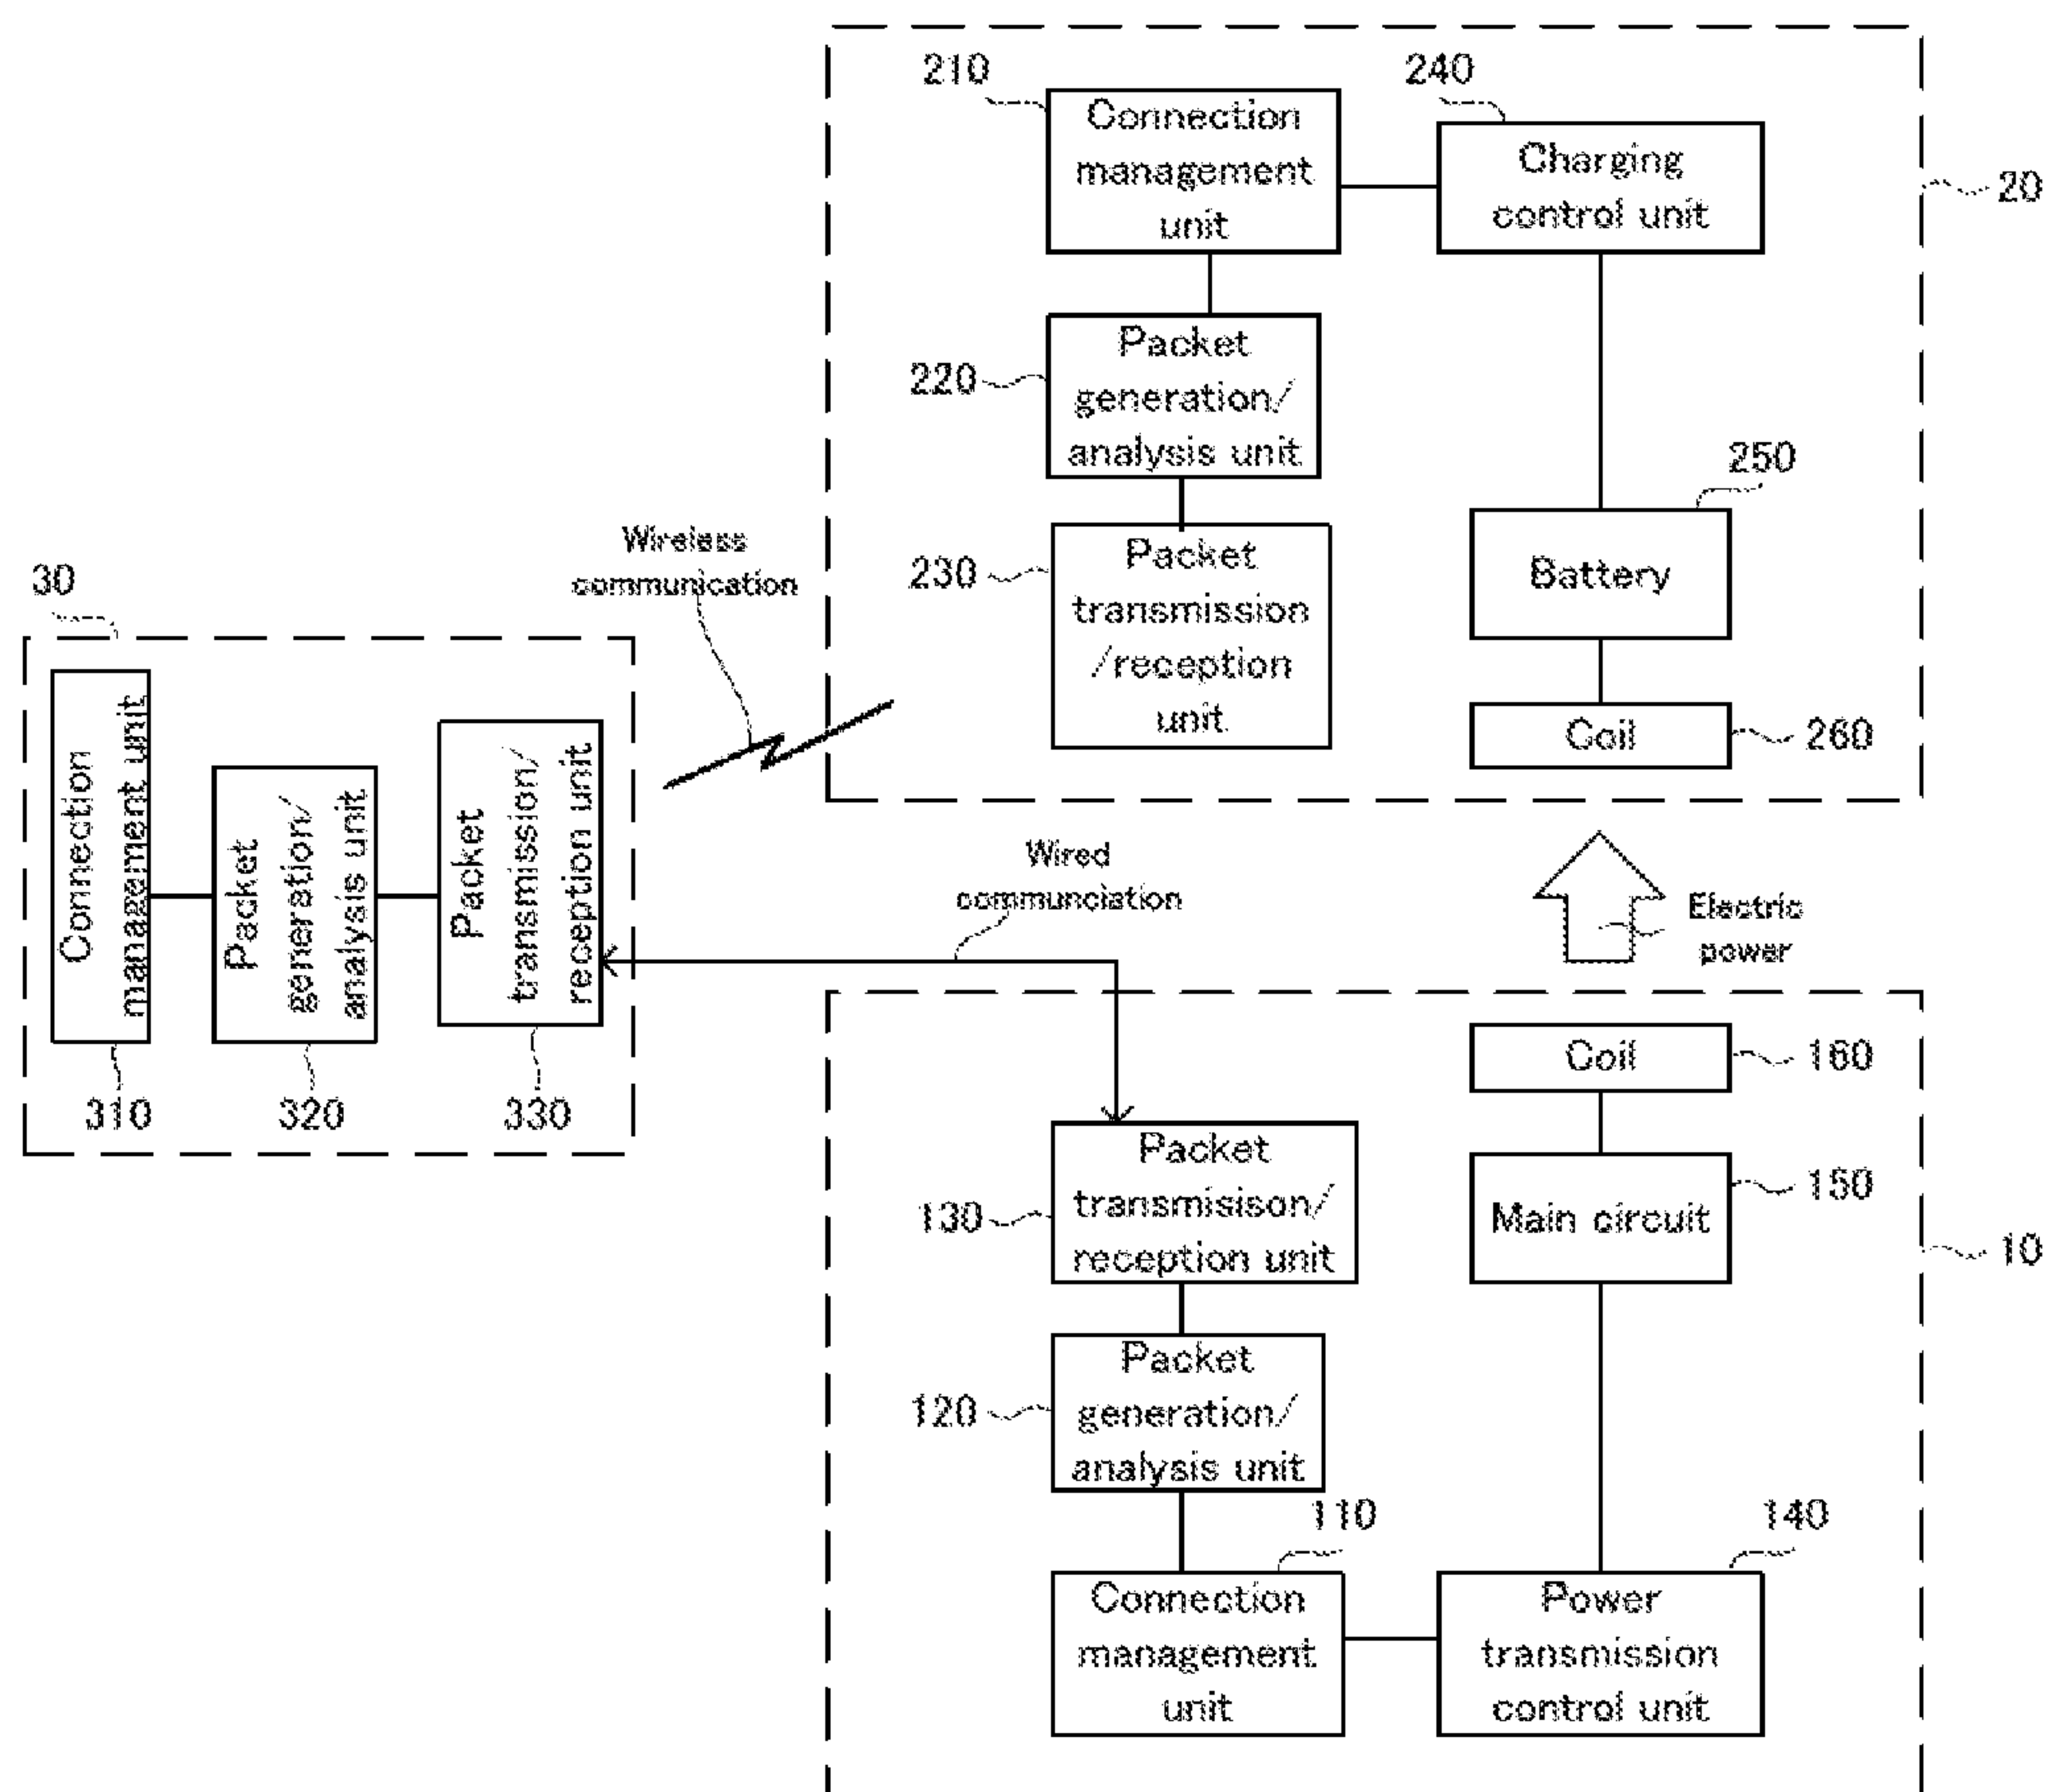 210
240
Connection
management
unit
Charging
control unit
20
220
Packet
generation/
analysis unit
250
230
Packet
transmission
/reception
unit
Battery
Coil
260
Wireless
communication
30
Connection
management unit
Packet
generation/
analysis unit
Packet
transmission/
reception unit
310
320
330
Wired
communciation
Electric
power
Coil
160
130
Packet
transmisison/
reception unit
Main circuit
150
10
120
Packet
generation/
analysis unit
110
140
Connection
management
unit
Power
transmission
control unit